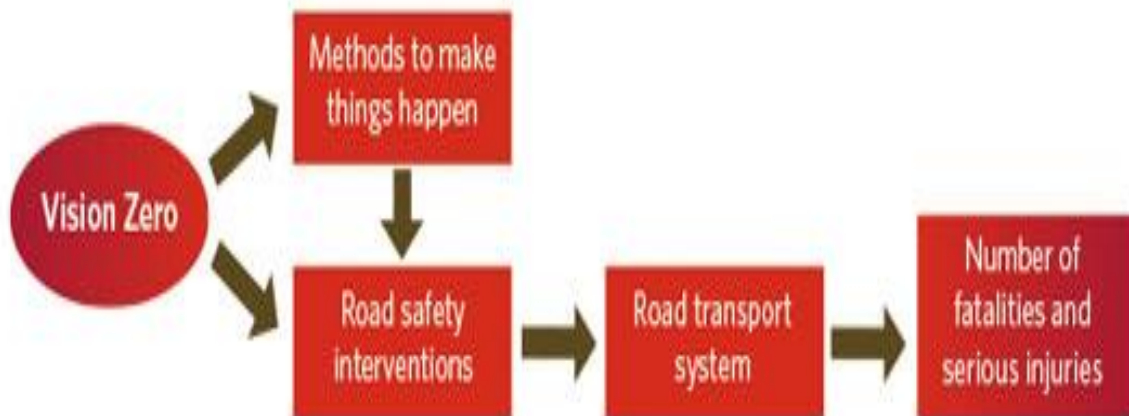 Vision Zero
Methods to make
things happen
Road safety
interventions
Road transport
system
Number of
fatalities and
serious injuries